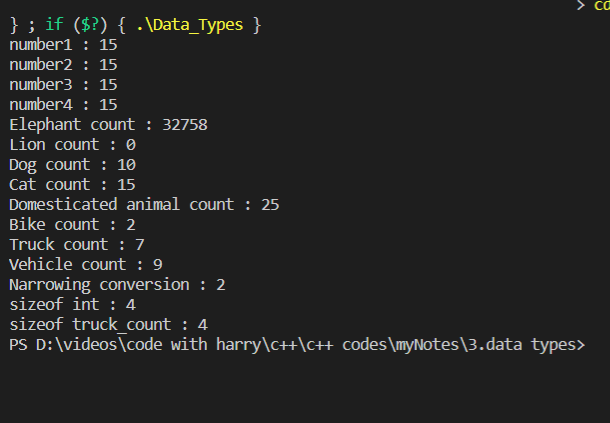 > cd
} ; if ($?) { .\Data_Types }
number1 : 15
number2 : 15
number3 : 15
number4 : 15
Elephant count : 32758
Lion count : 0
Dog count : 10
Cat count : 15
Domesticated animal count : 25
Bike count : 2
Truck count : 7
Vehicle count : 9
Narrowing conversion : 2
sizeof int : 4
sizeof truck_count : 4
PS D:\videos\code with harry\c++\c++ codes\myNotes\3.data types>